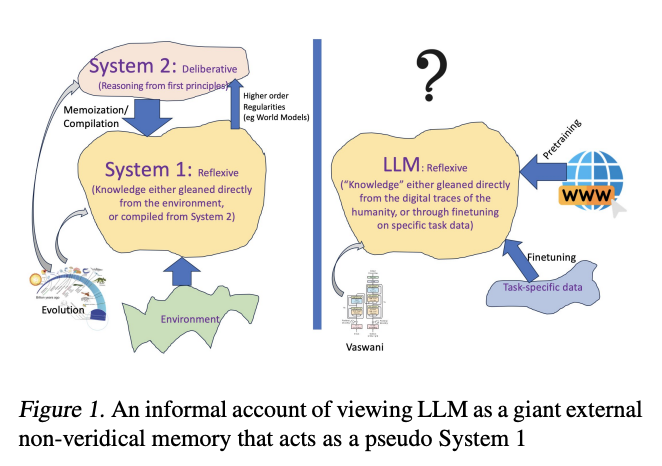 System 2: Deliberative
(Reasoning from first principles)
Memoization/
Compilation
Higher order
Regularities
(eg World Models)
System 1: Reflexive
(Knowledge either gleaned directly
from the environment,
or compiled from System 2)
Evolution
Environment
?
Pretraining
WWW
LLM: Reflexive
("Knowledge" either gleaned directly
from the digital traces of the
humanity, or through finetuning
on specific task data)
Finetuning
Task-specific data
Vaswani
Figure 1. An informal account of viewing LLM as a giant external
non-veridical memory that acts as a pseudo System 1